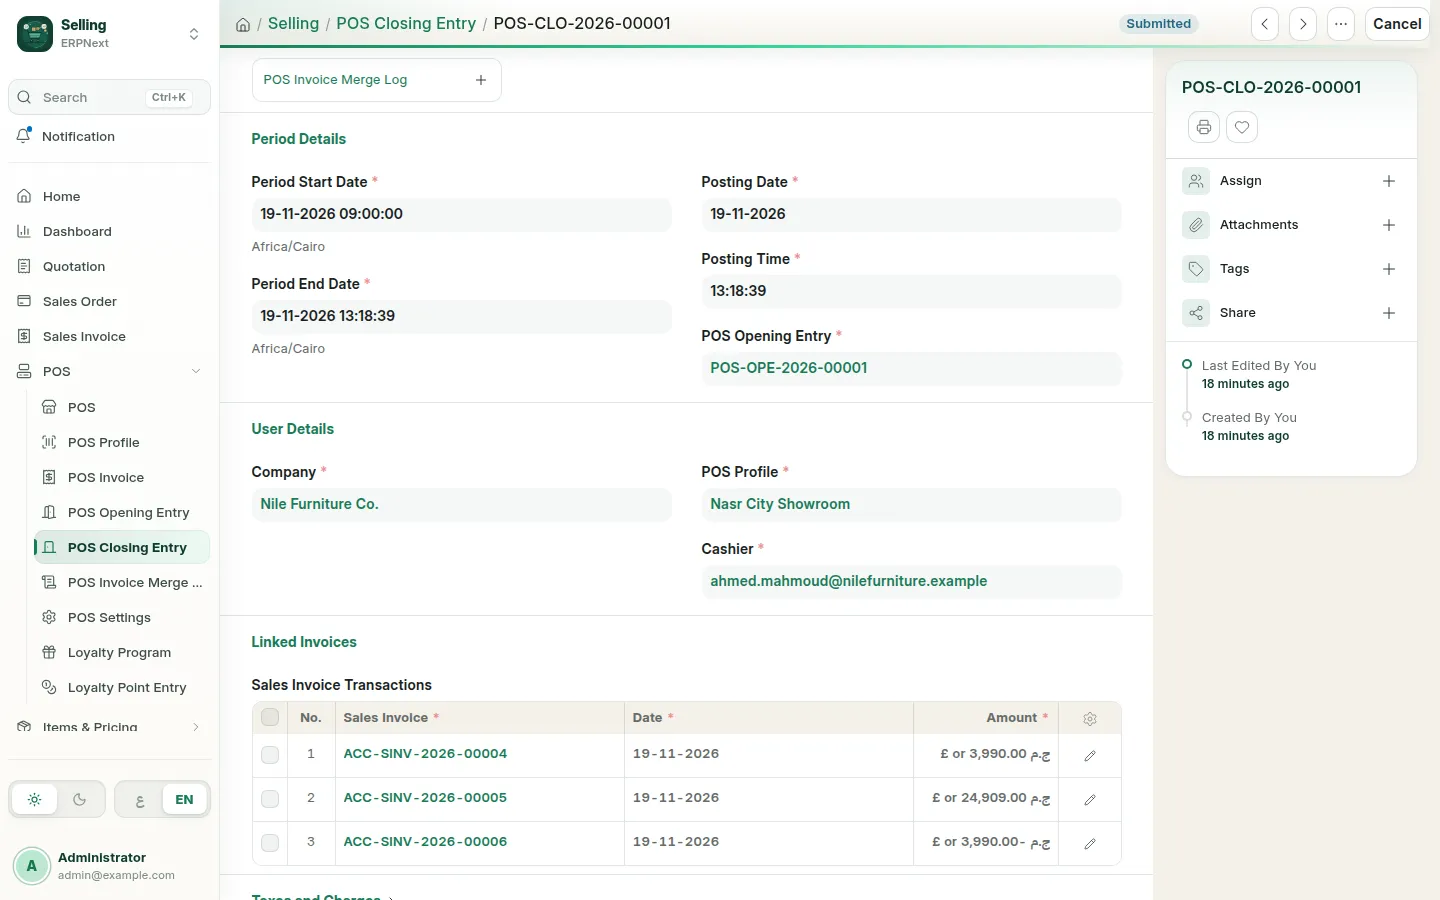 Selling
ERPNext
Search
Ctrl+K
Notification
Home
Dashboard
Quotation
Sales Order
Sales Invoice
POS
POS
POS Profile
POS Invoice
POS Opening Entry
POS Closing Entry
POS Invoice Merge ...
POS Settings
Loyalty Program
Loyalty Point Entry
Items & Pricing
ع
EN
A
Administrator
admin@example.com
/ Selling / POS Closing Entry / POS-CLO-2026-00001
Submitted
Cancel
POS Invoice Merge Log
Period Details
Period Start Date *
19-11-2026 09:00:00
Africa/Cairo
Period End Date *
19-11-2026 13:18:39
Africa/Cairo
Posting Date *
19-11-2026
Posting Time *
13:18:39
POS Opening Entry *
POS-OPE-2026-00001
User Details
Company *
Nile Furniture Co.
POS Profile *
Nasr City Showroom
Cashier *
ahmed.mahmoud@nilefurniture.example
Linked Invoices
Sales Invoice Transactions
No. Sales Invoice * Date * Amount *
1 ACC-SINV-2026-00004 19-11-2026 £ or 3,990.00 ج.م
2 ACC-SINV-2026-00005 19-11-2026 £ or 24,909.00 ج.م
3 ACC-SINV-2026-00006 19-11-2026 £ or 3,990.00- ج.م
Taxes and Charges
POS-CLO-2026-00001
Assign
Attachments
Tags
Share
Last Edited By You
18 minutes ago
Created By You
18 minutes ago